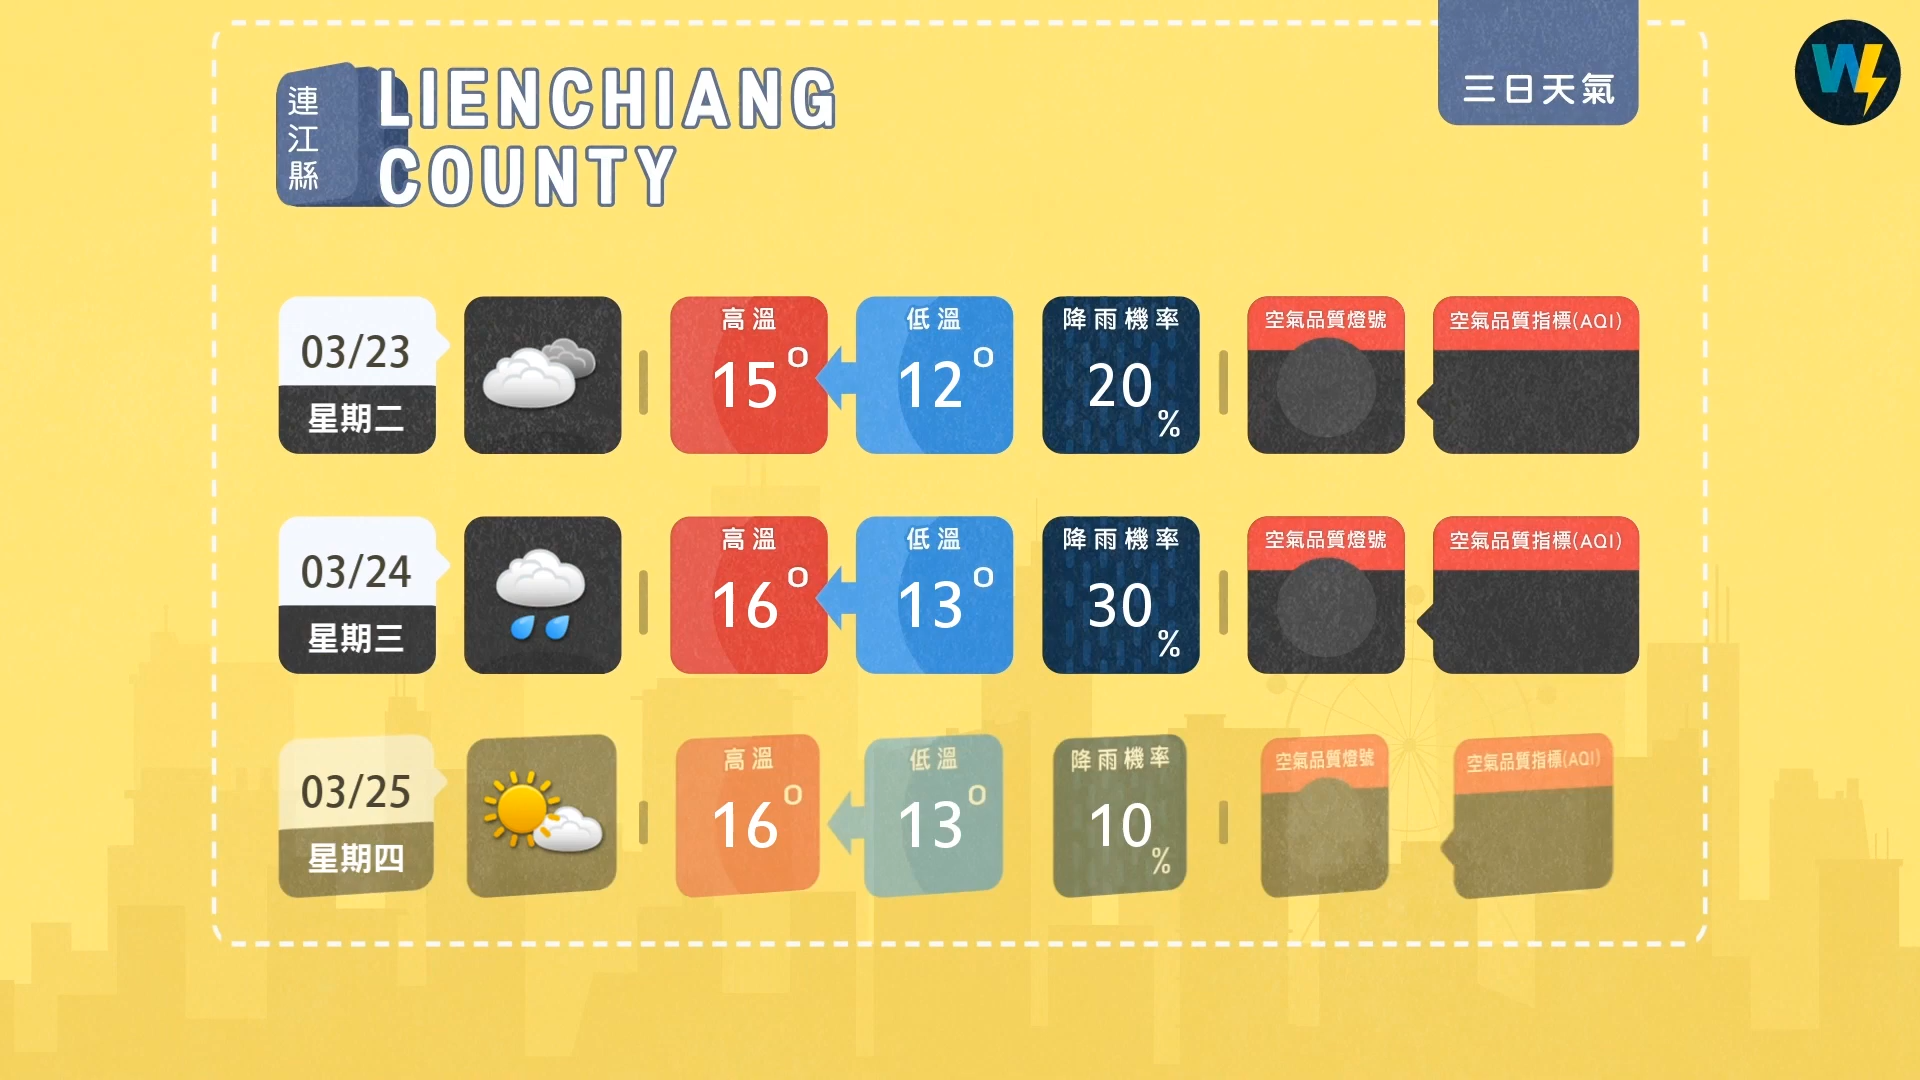 連江縣
LIENCHIANG
COUNTY
三日天氣
W
03/23
星期二
高溫
15°
低溫
12°
降雨機率
20%
空氣品質燈號
空氣品質指標(AQI)
03/24
星期三
高溫
16°
低溫
13°
降雨機率
30%
空氣品質燈號
空氣品質指標(AQI)
03/25
星期四
高溫
16°
低溫
13°
降雨機率
10%
空氣品質燈號
空氣品質指標(AQI)